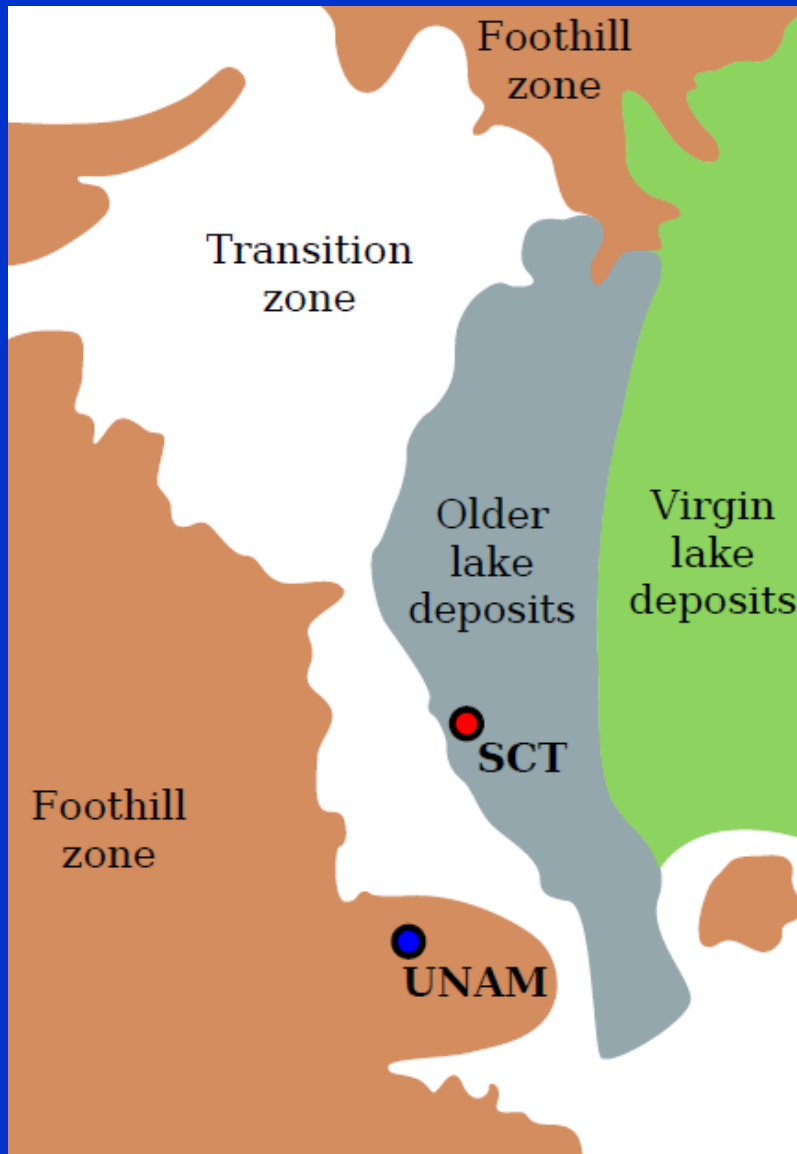 Foothill
zone
Transition
zone
Older
lake
deposits
Virgin
lake
deposits
SCT
Foothill
zone
UNAM